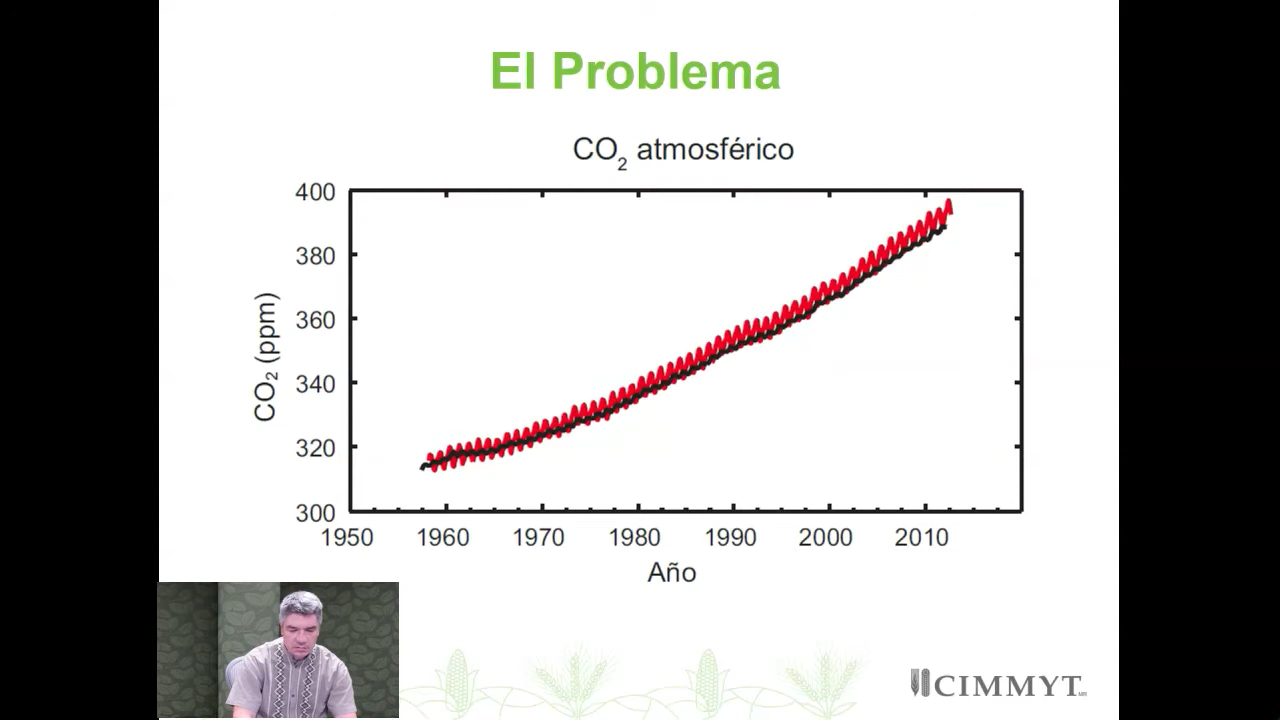 El Problema
CO₂ atmosférico
400
380
360
340
320
300
CO₂ (ppm)
1950 1960 1970 1980 1990 2000 2010
Año
CIMMYT